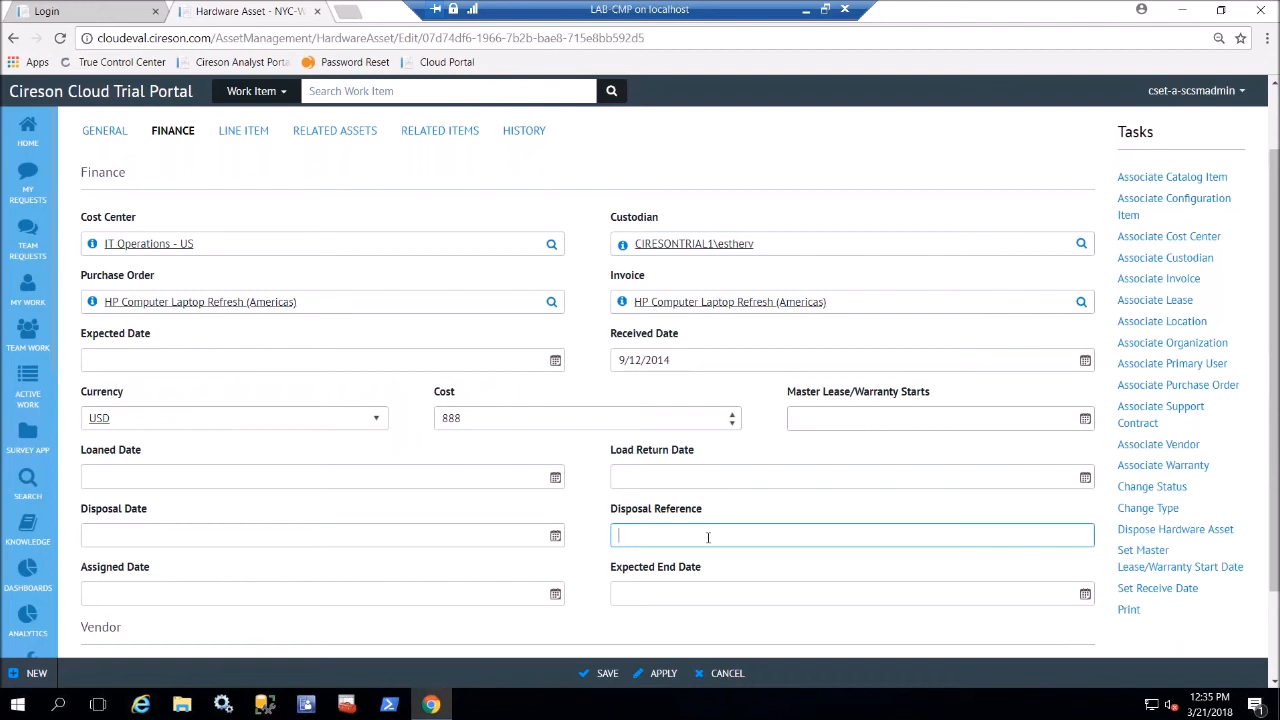 Login
Hardware Asset - NYC-W
LAB-CMP on localhost
cloudeval.cireson.com/AssetManagement/HardwareAsset/Edit/07d74df6-1966-7b2b-bae8-715e8bb592d5
Apps
True Control Center
Cireson Analyst Porta
Password Reset
Cloud Portal
Cireson Cloud Trial Portal
Work Item
Search Work Item
cset-a-scsmadmin
HOME
MY
REQUESTS
TEAM
REQUESTS
MY WORK
TEAM WORK
ACTIVE
WORK
SURVEY APP
SEARCH
KNOWLEDGE
DASHBOARDS
ANALYTICS
GENERAL
FINANCE
LINE ITEM
RELATED ASSETS
RELATED ITEMS
HISTORY
Finance
Cost Center
Custodian
IT Operations - US
CIRESONTRIAL1\estherv
Purchase Order
Invoice
HP Computer Laptop Refresh (Americas)
HP Computer Laptop Refresh (Americas)
Expected Date
Received Date
9/12/2014
Currency
Cost
Master Lease/Warranty Starts
USD
888
Loaned Date
Load Return Date
Disposal Date
Disposal Reference
Assigned Date
Expected End Date
Vendor
Tasks
Associate Catalog Item
Associate Configuration
Item
Associate Cost Center
Associate Custodian
Associate Invoice
Associate Lease
Associate Location
Associate Organization
Associate Primary User
Associate Purchase Order
Associate Support
Contract
Associate Vendor
Associate Warranty
Change Status
Change Type
Dispose Hardware Asset
Set Master
Lease/Warranty Start Date
Set Receive Date
Print
NEW
SAVE
APPLY
CANCEL
12:35 PM
3/21/2018
1